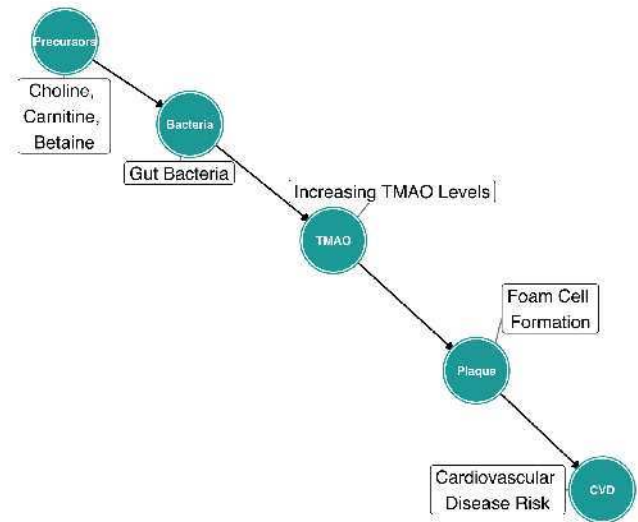 Precursors
Choline,
Carnitine,
Betaine
Bacteria
Gut Bacteria
Increasing TMAO Levels
TMAO
Foam Cell
Formation
Plaque
Cardiovascular
Disease Risk
CVD